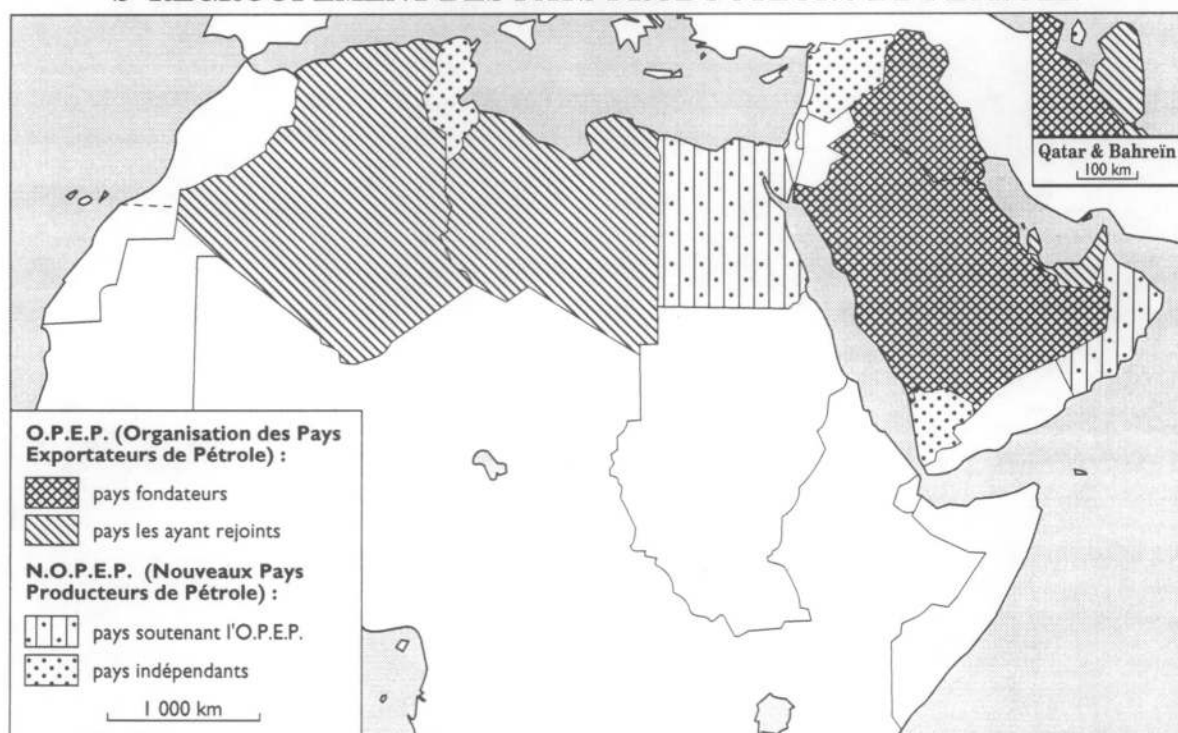 Qatar & Bahreïn
100 km
O.P.E.P. (Organisation des Pays
Exportateurs de Pétrole) :
pays fondateurs
pays les ayant rejoints
N.O.P.E.P. (Nouveaux Pays
Producteurs de Pétrole) :
pays soutenant l'O.P.E.P.
pays indépendants
1 000 km